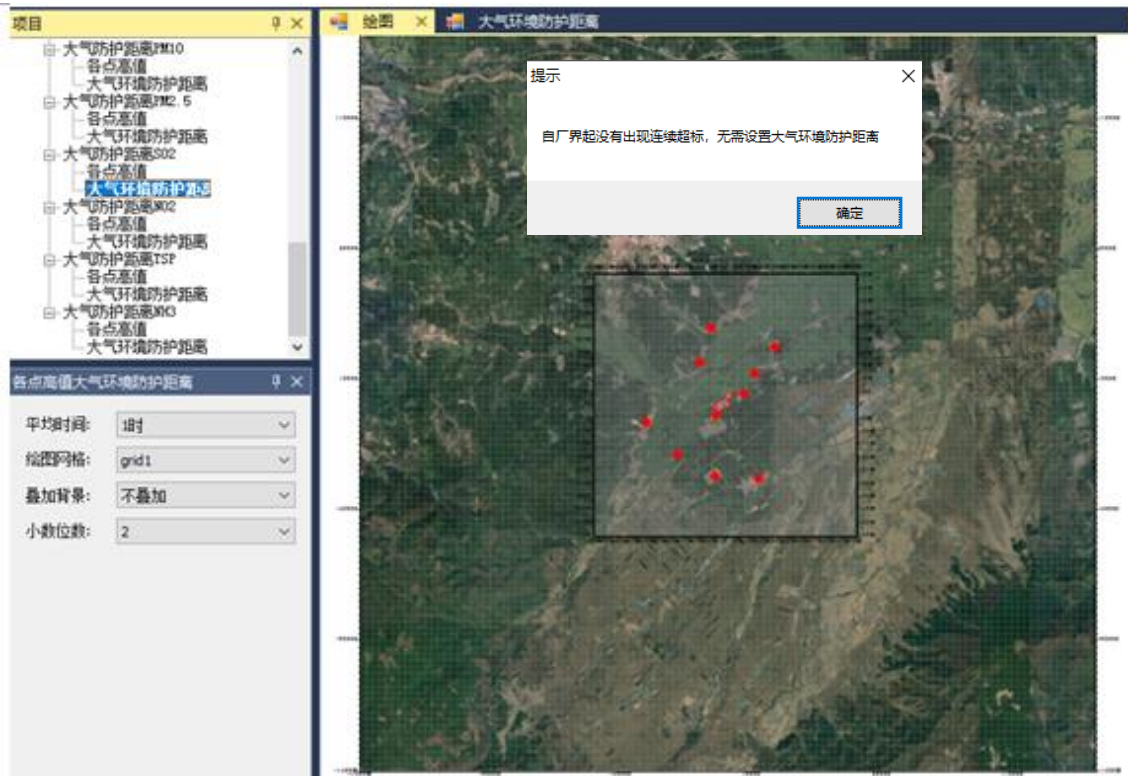 项目
绘图
大气环境防护距离
大气防护距离PM10
各点高值
大气环境防护距离
大气防护距离PM2.5
各点高值
大气环境防护距离
大气防护距离SO2
各点高值
大气环境防护距离
大气防护距离NO2
各点高值
大气环境防护距离
大气防护距离TSP
各点高值
大气环境防护距离
大气防护距离NH3
各点高值
大气环境防护距离
提示
自厂界起没有出现连续超标，无需设置大气环境防护距离
确定
各点高值大气环境防护距离
平均时间: 1时
绘图网格: grid1
叠加背景: 不叠加
小数位数: 2